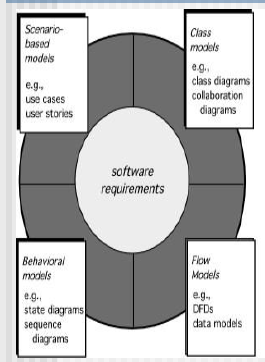 Scenario-
based
models
e.g.,
use cases
user stories
Class
models
e.g.,
class diagrams
collaboration
diagrams
software
requirements
Behavioral
models
e.g.,
state diagrams
sequence
diagrams
Flow
Models
e.g.,
DFDs
data models